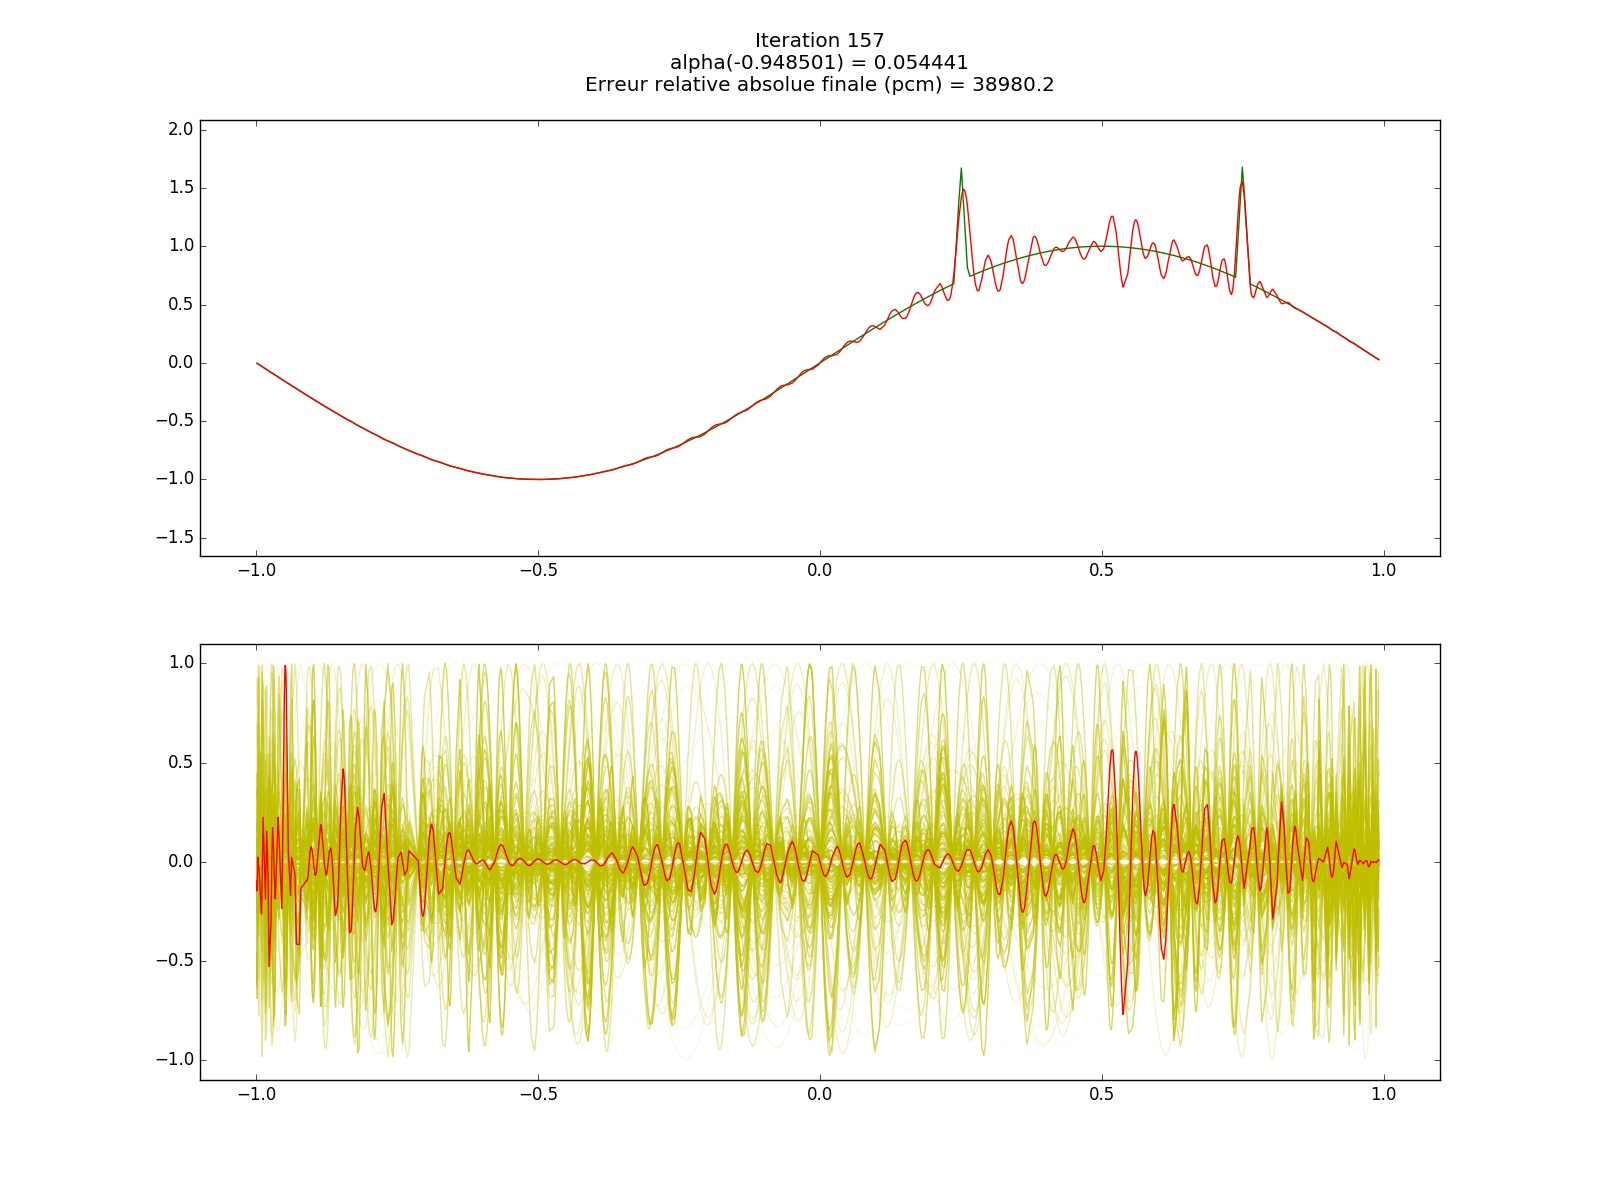 Iteration 157
alpha(-0.948501) = 0.054441
Erreur relative absolue finale (pcm) = 38980.2
2.0
1.5
1.0
0.5
0.0
−0.5
−1.0
−1.5
−1.0 −0.5 0.0 0.5 1.0
1.0
0.5
0.0
−0.5
−1.0
−1.0 −0.5 0.0 0.5 1.0